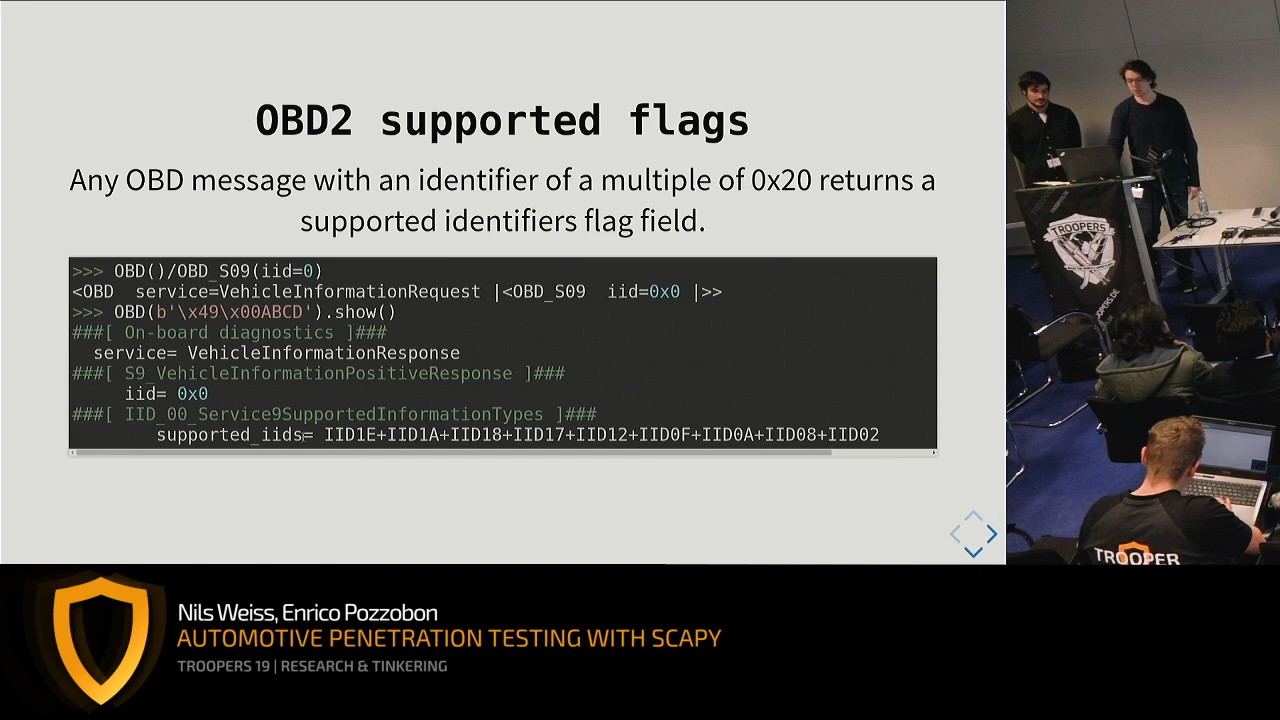 OBD2 supported flags
Any OBD message with an identifier of a multiple of 0x20 returns a
supported identifiers flag field.
>>> OBD()/OBD_S09(iid=0)
<OBD  service=VehicleInformationRequest |<OBD_S09  iid=0x0 |>>
>>> OBD(b'\x49\x00ABCD').show()
###[ On-board diagnostics ]###
  service= VehicleInformationResponse
###[ S9_VehicleInformationPositiveResponse ]###
     iid= 0x0
###[ IID_00_Service9SupportedInformationTypes ]###
        supported_iids= IID1E+IID1A+IID18+IID17+IID12+IID0F+IID0A+IID08+IID02
TROOPERS
TROOPER
Nils Weiss, Enrico Pozzobon
AUTOMOTIVE PENETRATION TESTING WITH SCAPY
TROOPERS 19 | RESEARCH & TINKERING